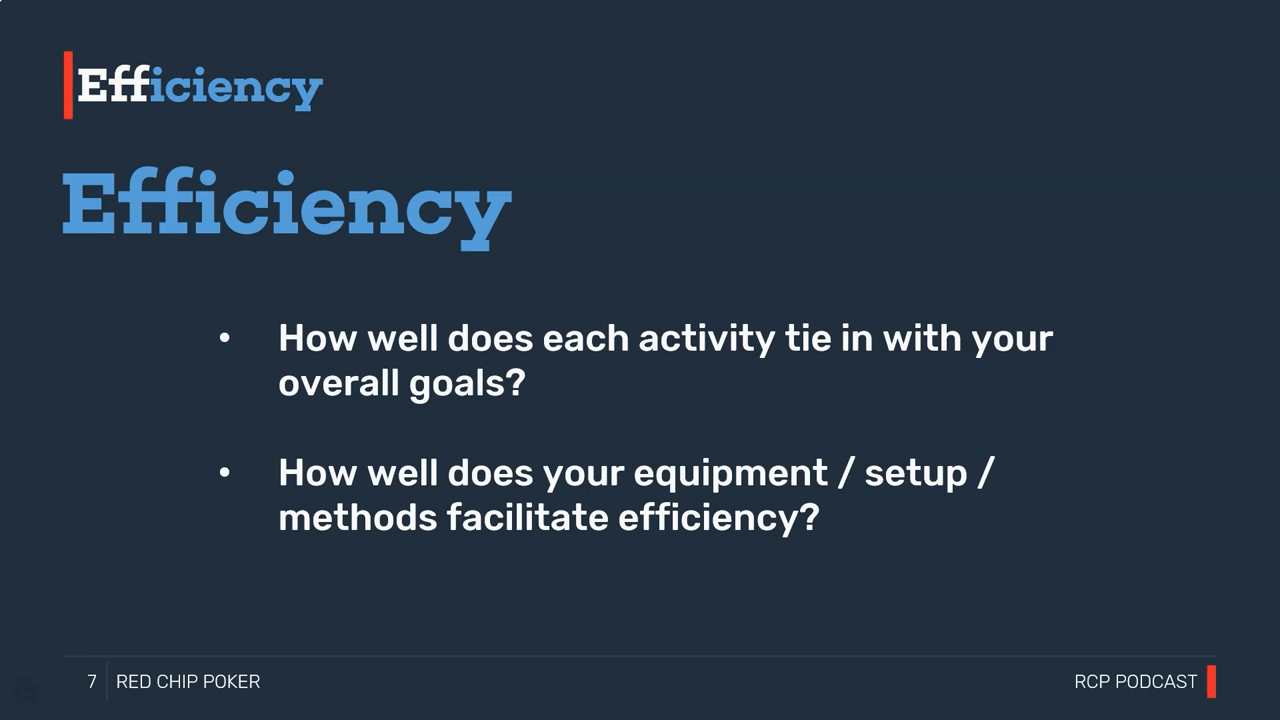 Efficiency
Efficiency
• How well does each activity tie in with your
overall goals?
• How well does your equipment / setup /
methods facilitate efficiency?
7 RED CHIP POKER
RCP PODCAST